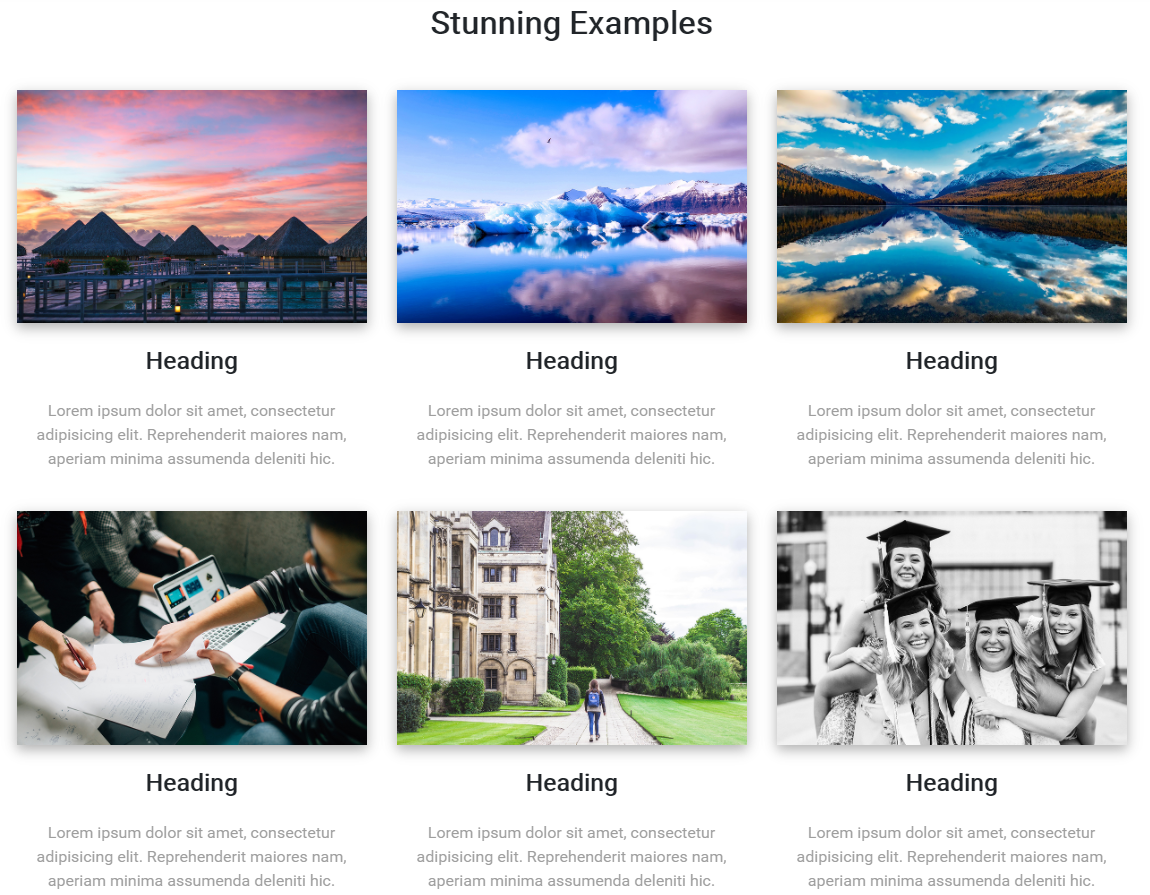 Stunning Examples
Heading
Heading
Heading
Lorem ipsum dolor sit amet, consectetur
adipisicing elit. Reprehenderit maiores nam,
aperiam minima assumenda deleniti hic.
Lorem ipsum dolor sit amet, consectetur
adipisicing elit. Reprehenderit maiores nam,
aperiam minima assumenda deleniti hic.
Lorem ipsum dolor sit amet, consectetur
adipisicing elit. Reprehenderit maiores nam,
aperiam minima assumenda deleniti hic.
Heading
Heading
Heading
Lorem ipsum dolor sit amet, consectetur
adipisicing elit. Reprehenderit maiores nam,
aperiam minima assumenda deleniti hic.
Lorem ipsum dolor sit amet, consectetur
adipisicing elit. Reprehenderit maiores nam,
aperiam minima assumenda deleniti hic.
Lorem ipsum dolor sit amet, consectetur
adipisicing elit. Reprehenderit maiores nam,
aperiam minima assumenda deleniti hic.